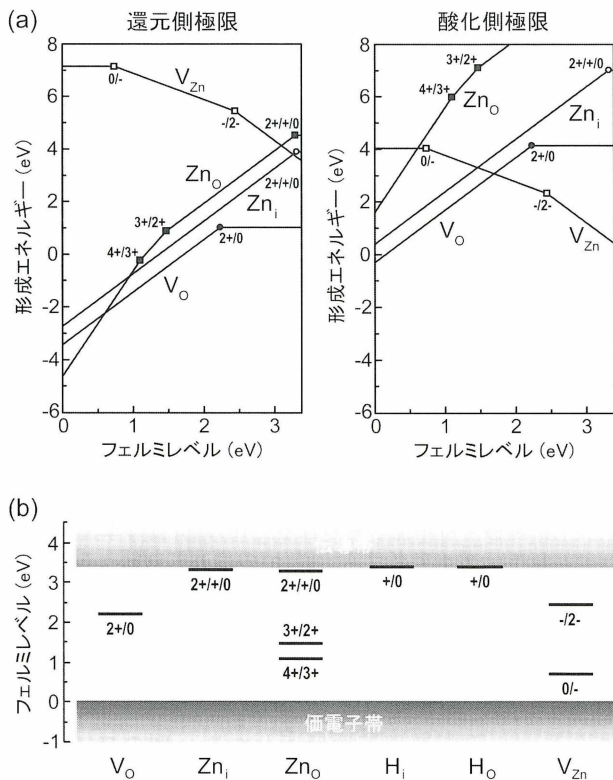 (a)
還元側極限
酸化側極限
8
6
4
2
0
-2
-4
-6
形成エネルギー (eV)
0
1
2
3
フェルミレベル (eV)
0/-
V_Zn
-/2-
2+/+/0
Zn_O
2+/+/0
3+/2+
Zn_i
4+/3+
2+/0
V_O
8
6
4
2
0
-2
-4
-6
形成エネルギー (eV)
0
1
2
3
フェルミレベル (eV)
3+/2+
2+/+/0
4+/3+
Zn_O
Zn_i
0/-
2+/0
-/2-
V_O
V_Zn
(b)
フェルミレベル (eV)
4
3
2
1
0
-1
2+/+/0
2+/+/0
+/0
+/0
2+/0
-/2-
3+/2+
4+/3+
0/-
価電子帯
V_O
Zn_i
Zn_O
H_i
H_O
V_Zn